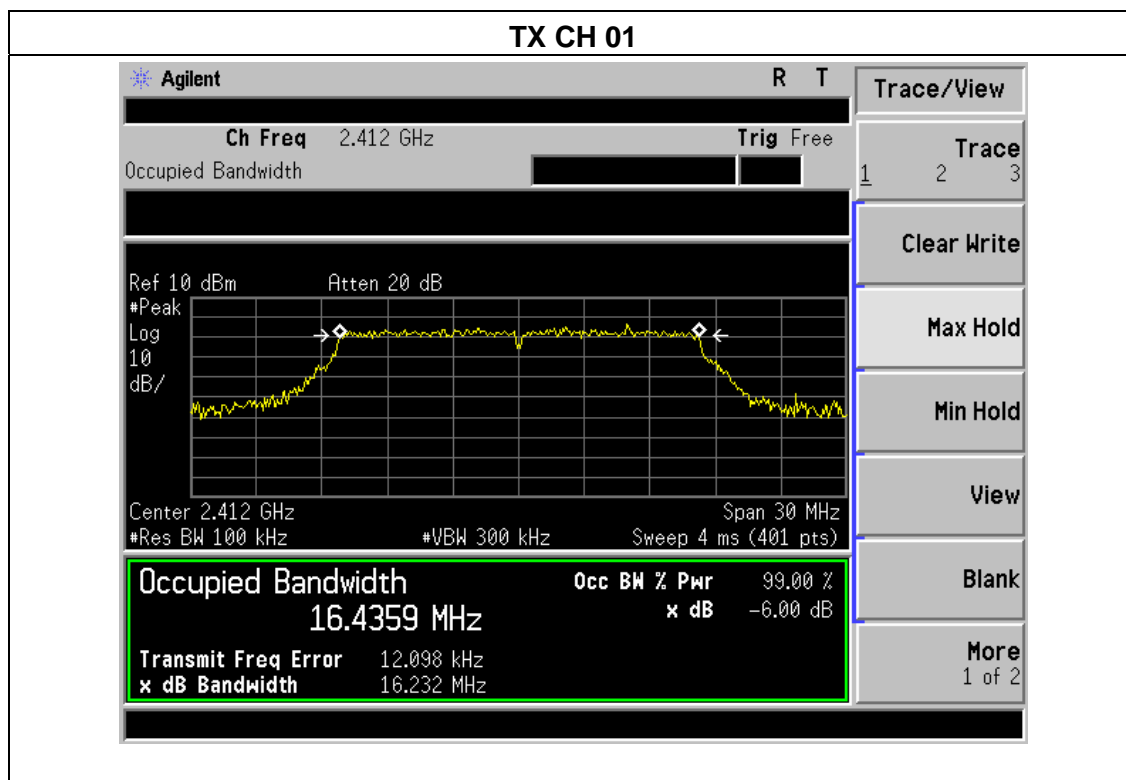 TX CH 01
Agilent R T
Ch Freq 2.412 GHz Trig Free
Occupied Bandwidth
Ref 10 dBm Atten 20 dB
#Peak
Log
10
dB/
Center 2.412 GHz Span 30 MHz
#Res BW 100 kHz #VBW 300 kHz Sweep 4 ms (401 pts)
Occupied Bandwidth Occ BW % Pwr 99.00 %
16.4359 MHz x dB -6.00 dB
Transmit Freq Error 12.098 kHz
x dB Bandwidth 16.232 MHz
Trace/View
Trace
1 2 3
Clear Write
Max Hold
Min Hold
View
Blank
More
1 of 2